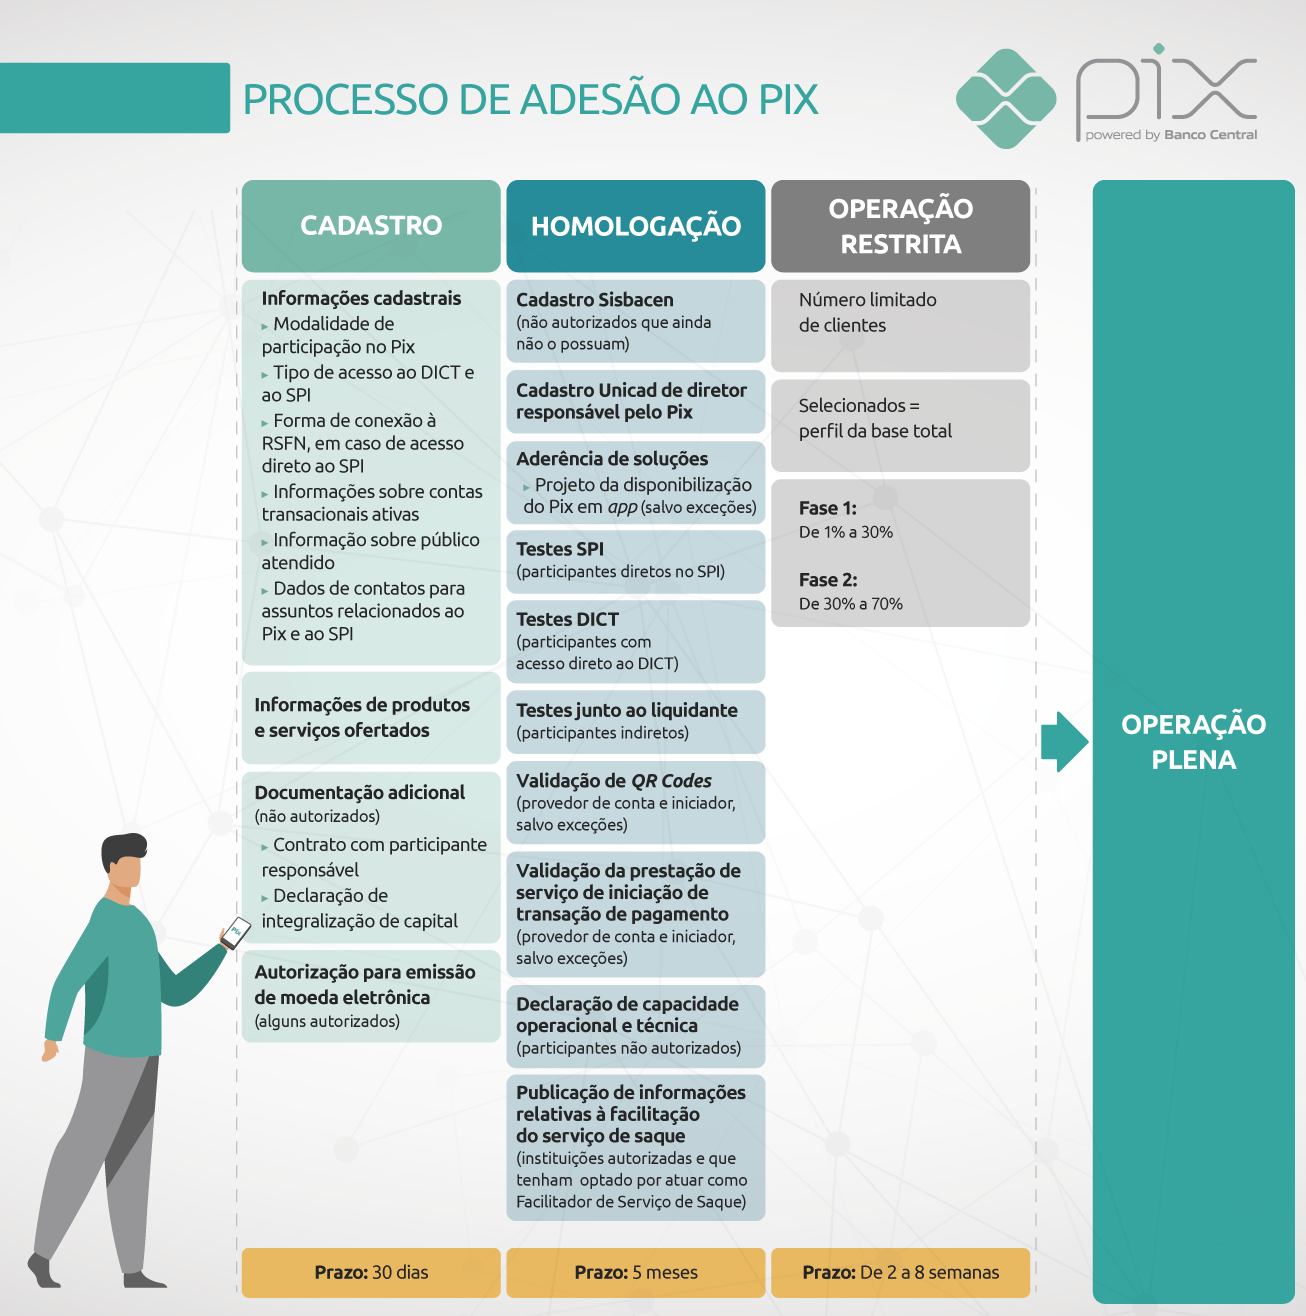 PROCESSO DE ADESÃO AO PIX
pix
powered by Banco Central
CADASTRO
Informações cadastrais
▸ Modalidade de
participação no Pix
▸ Tipo de acesso ao DICT e
ao SPI
▸ Forma de conexão à
RSFN, em caso de acesso
direto ao SPI
▸ Informações sobre contas
transacionais ativas
▸ Informação sobre público
atendido
▸ Dados de contatos para
assuntos relacionados ao
Pix e ao SPI
Informações de produtos
e serviços ofertados
Documentação adicional
(não autorizados)
▸ Contrato com participante
responsável
▸ Declaração de
integralização de capital
Autorização para emissão
de moeda eletrônica
(alguns autorizados)
Prazo: 30 dias
HOMOLOGAÇÃO
Cadastro Sisbacen
(não autorizados que ainda
não o possuam)
Cadastro Unicad de diretor
responsável pelo Pix
Aderência de soluções
▸ Projeto da disponibilização
do Pix em app (salvo exceções)
Testes SPI
(participantes diretos no SPI)
Testes DICT
(participantes com
acesso direto ao DICT)
Testes junto ao liquidante
(participantes indiretos)
Validação de QR Codes
(provedor de conta e iniciador,
salvo exceções)
Validação da prestação de
serviço de iniciação de
transação de pagamento
(provedor de conta e iniciador,
salvo exceções)
Declaração de capacidade
operacional e técnica
(participantes não autorizados)
Publicação de informações
relativas à facilitação
do serviço de saque
(instituições autorizadas e que
tenham optado por atuar como
Facilitador de Serviço de Saque)
Prazo: 5 meses
OPERAÇÃO
RESTRITA
Número limitado
de clientes
Selecionados =
perfil da base total
Fase 1:
De 1% a 30%
Fase 2:
De 30% a 70%
Prazo: De 2 a 8 semanas
OPERAÇÃO
PLENA
pix